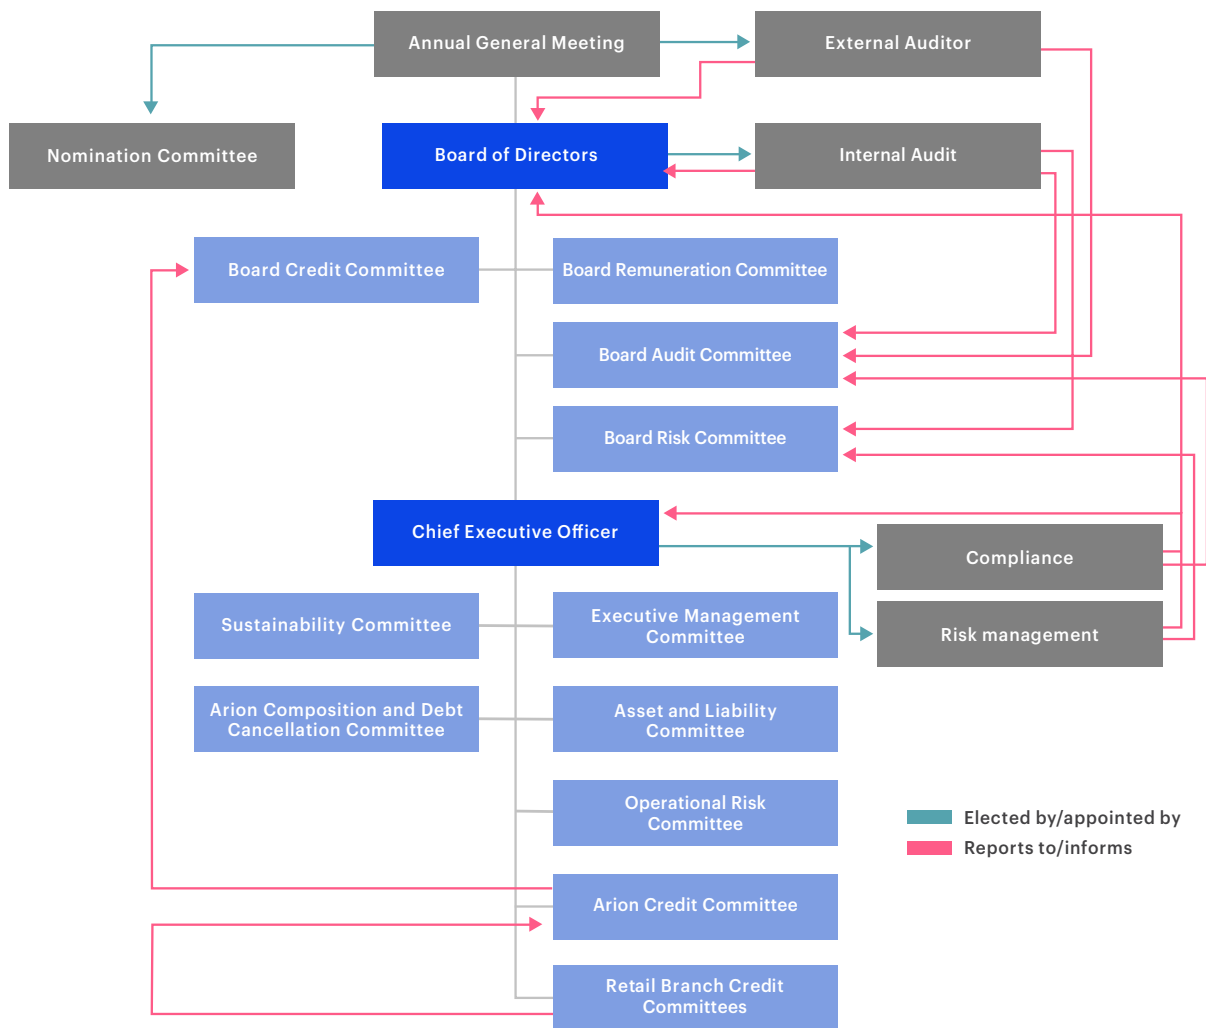 Annual General Meeting
External Auditor
Nomination Committee
Board of Directors
Internal Audit
Board Credit Committee
Board Remuneration Committee
Board Audit Committee
Board Risk Committee
Chief Executive Officer
Compliance
Sustainability Committee
Executive Management
Committee
Risk management
Arion Composition and Debt
Cancellation Committee
Asset and Liability
Committee
Operational Risk
Committee
Elected by/appointed by
Reports to/informs
Arion Credit Committee
Retail Branch Credit
Committees